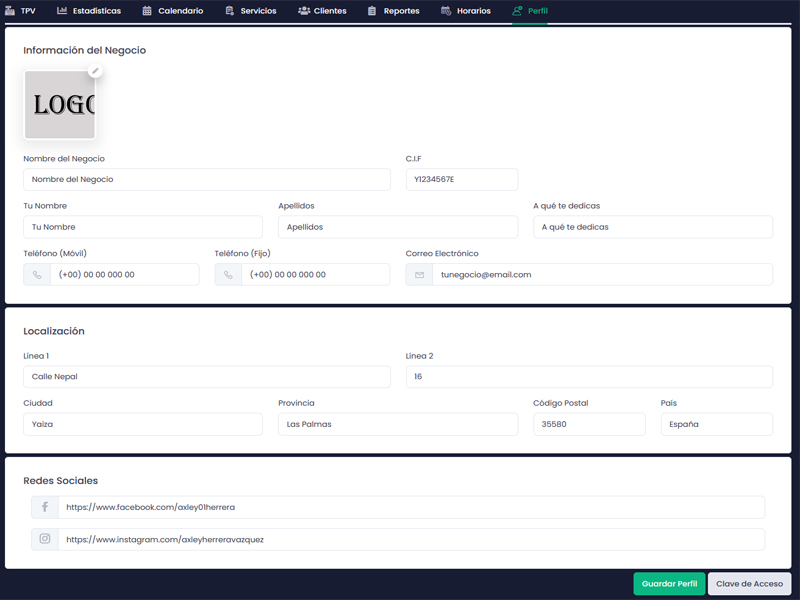 TPV Estadísticas Calendario Servicios Clientes Reportes Horarios Perfil
Información del Negocio
LOGO
Nombre del Negocio C.I.F
Nombre del Negocio Y1234567E
Tu Nombre Apellidos A qué te dedicas
Tu Nombre Apellidos A qué te dedicas
Teléfono (Móvil) Teléfono (Fijo) Correo Electrónico
(+00) 00 00 000 00 (+00) 00 00 000 00 tunegocio@email.com
Localización
Línea 1 Línea 2
Calle Nepal 16
Ciudad Provincia Código Postal País
Yaiza Las Palmas 35580 España
Redes Sociales
https://www.facebook.com/axley01herrera
https://www.instagram.com/axleyherreravazquez
Guardar Perfil Clave de Acceso